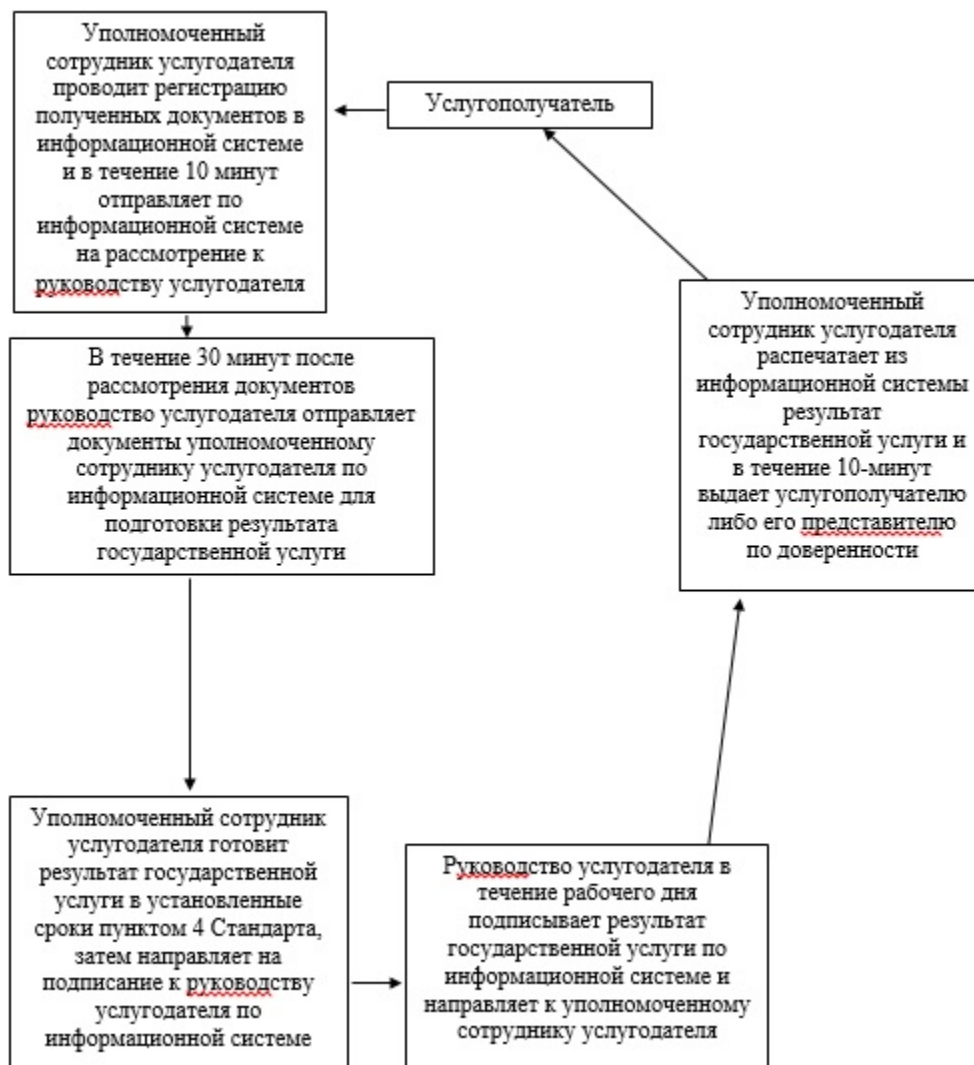 Уполномоченный
сотрудник услугодателя
проводит регистрацию
полученных документов в
информационной системе
и в течение 10 минут
отправляет по
информационной системе
на рассмотрение к
руководству услугодателя
Услугополучатель
В течение 30 минут после
рассмотрения документов
руководство услугодателя отправляет
документы уполномоченному
сотруднику услугодателя по
информационной системе для
подготовки результата
государственной услуги
Уполномоченный сотрудник
услугодателя готовит
результат государственной
услуги в установленные
сроки пунктом 4 Стандарта,
затем направляет на
подписание к руководству
услугодателя по
информационной системе
Руководство услугодателя в
течение рабочего дня
подписывает результат
государственной услуги по
информационной системе и
направляет к уполномоченному
сотруднику услугодателя
Уполномоченный
сотрудник услугодателя
распечатает из
информационной системы
результат
государственной услуги и
в течение 10-минут
выдает услугополучателю
либо его представителю
по доверенности